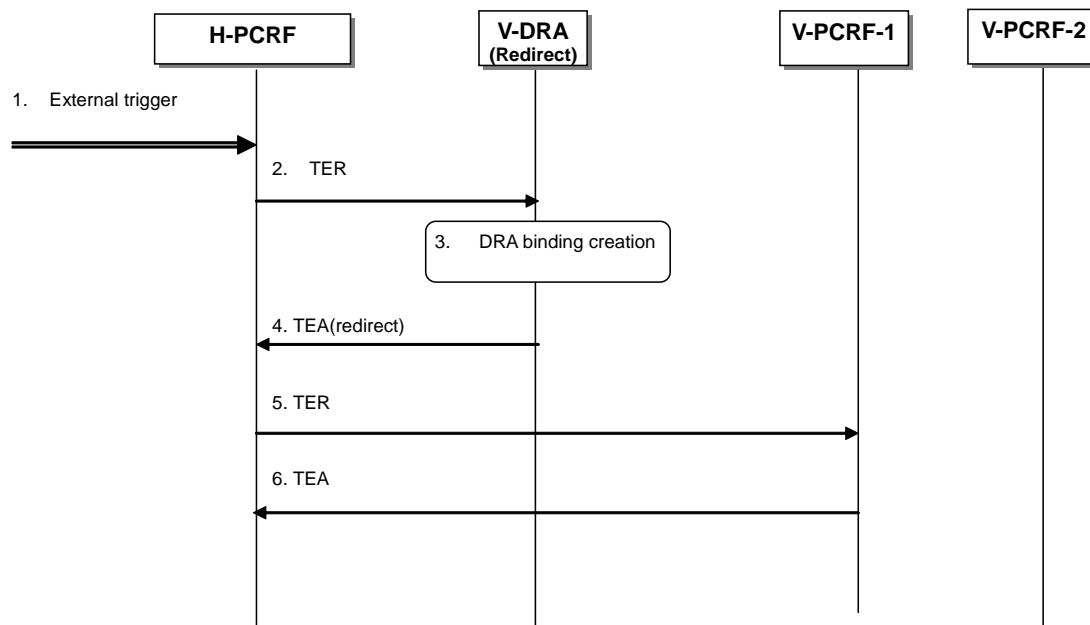 H-PCRF
V-DRA
(Redirect)
V-PCRF-1
V-PCRF-2
1. External trigger
2. TER
3. DRA binding creation
4. TEA(redirect)
5. TER
6. TEA